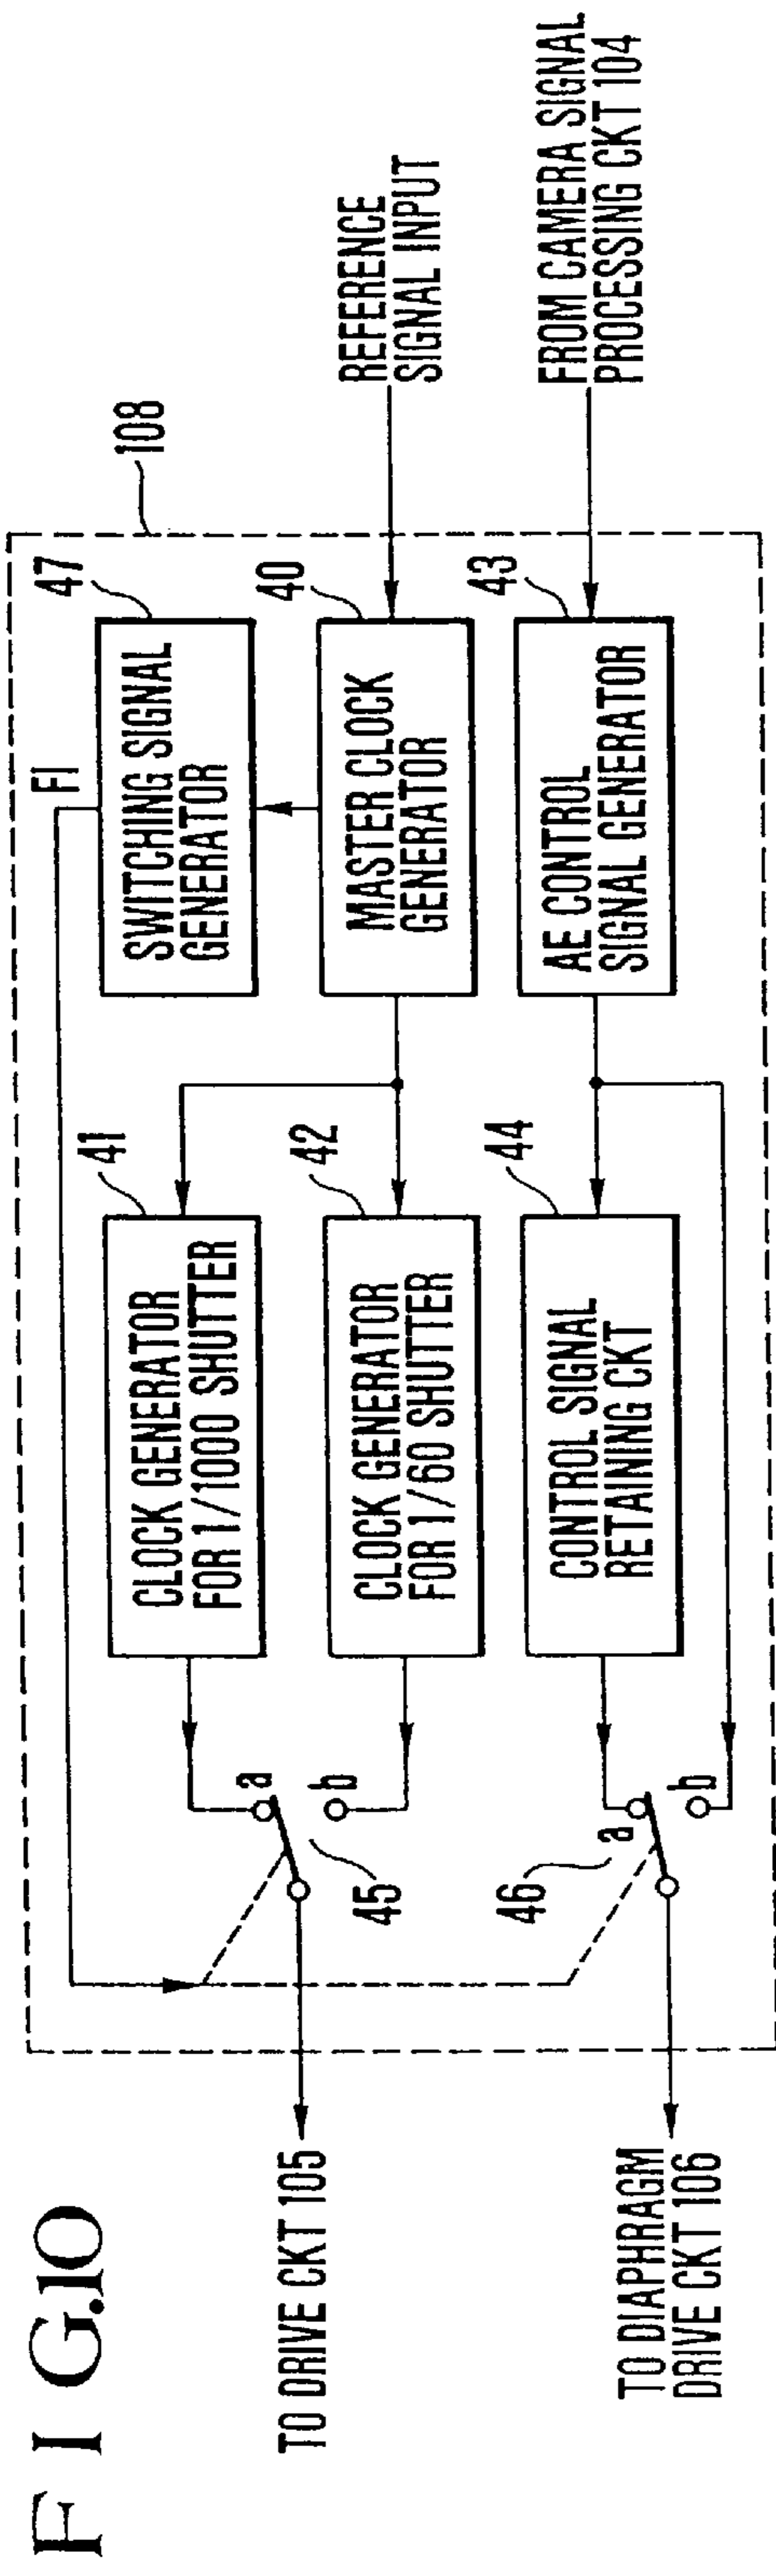 F I G.10
TO DRIVE CKT 105
TO DIAPHRAGM
DRIVE CKT 106
45
a
b
46
a
b
41
CLOCK GENERATOR
FOR 1/1000 SHUTTER
42
CLOCK GENERATOR
FOR 1/60 SHUTTER
44
CONTROL SIGNAL
RETAINING CKT
FI
47
SWITCHING SIGNAL
GENERATOR
40
MASTER CLOCK
GENERATOR
43
AE CONTROL
SIGNAL GENERATOR
108
REFERENCE
SIGNAL INPUT
FROM CAMERA SIGNAL
PROCESSING CKT 104